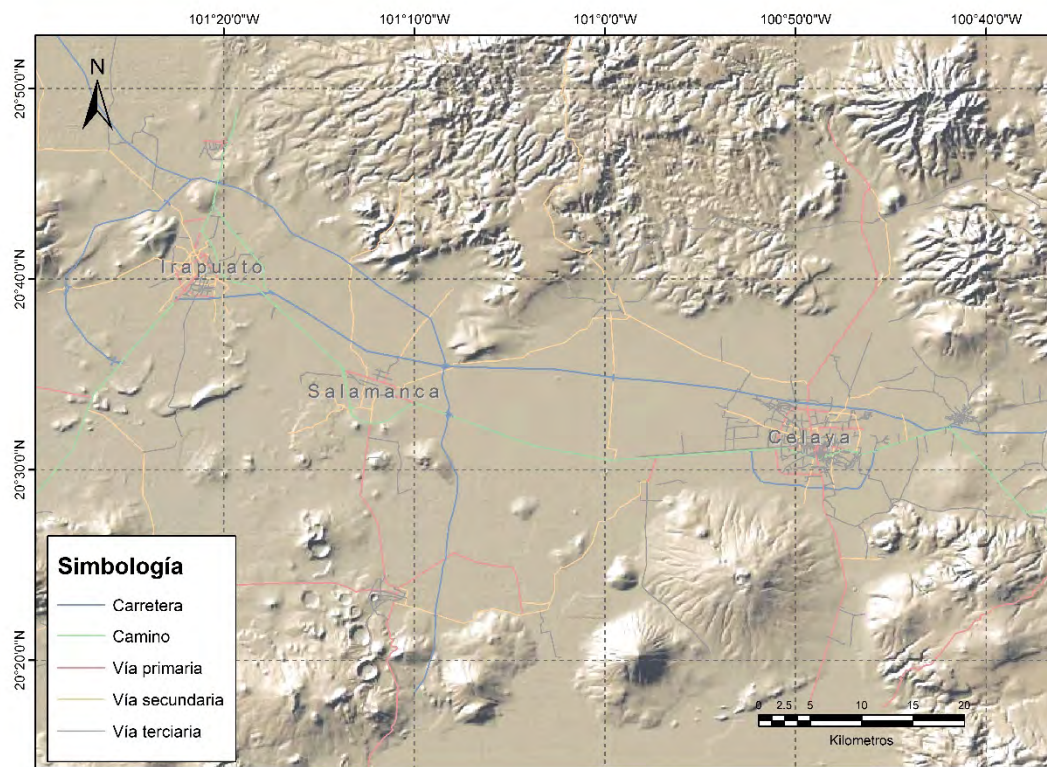 101°20'0"W 101°10'0"W 101°0'0"W 100°50'0"W 100°40'0"W
N
20°50'0"N
20°40'0"N
20°30'0"N
20°20'0"N
Irapuato
Salamanca
Celaya
Simbología
Carretera
Camino
Vía primaria
Vía secundaria
Vía terciaria
0 2.5 5 10 15 20
Kilometros